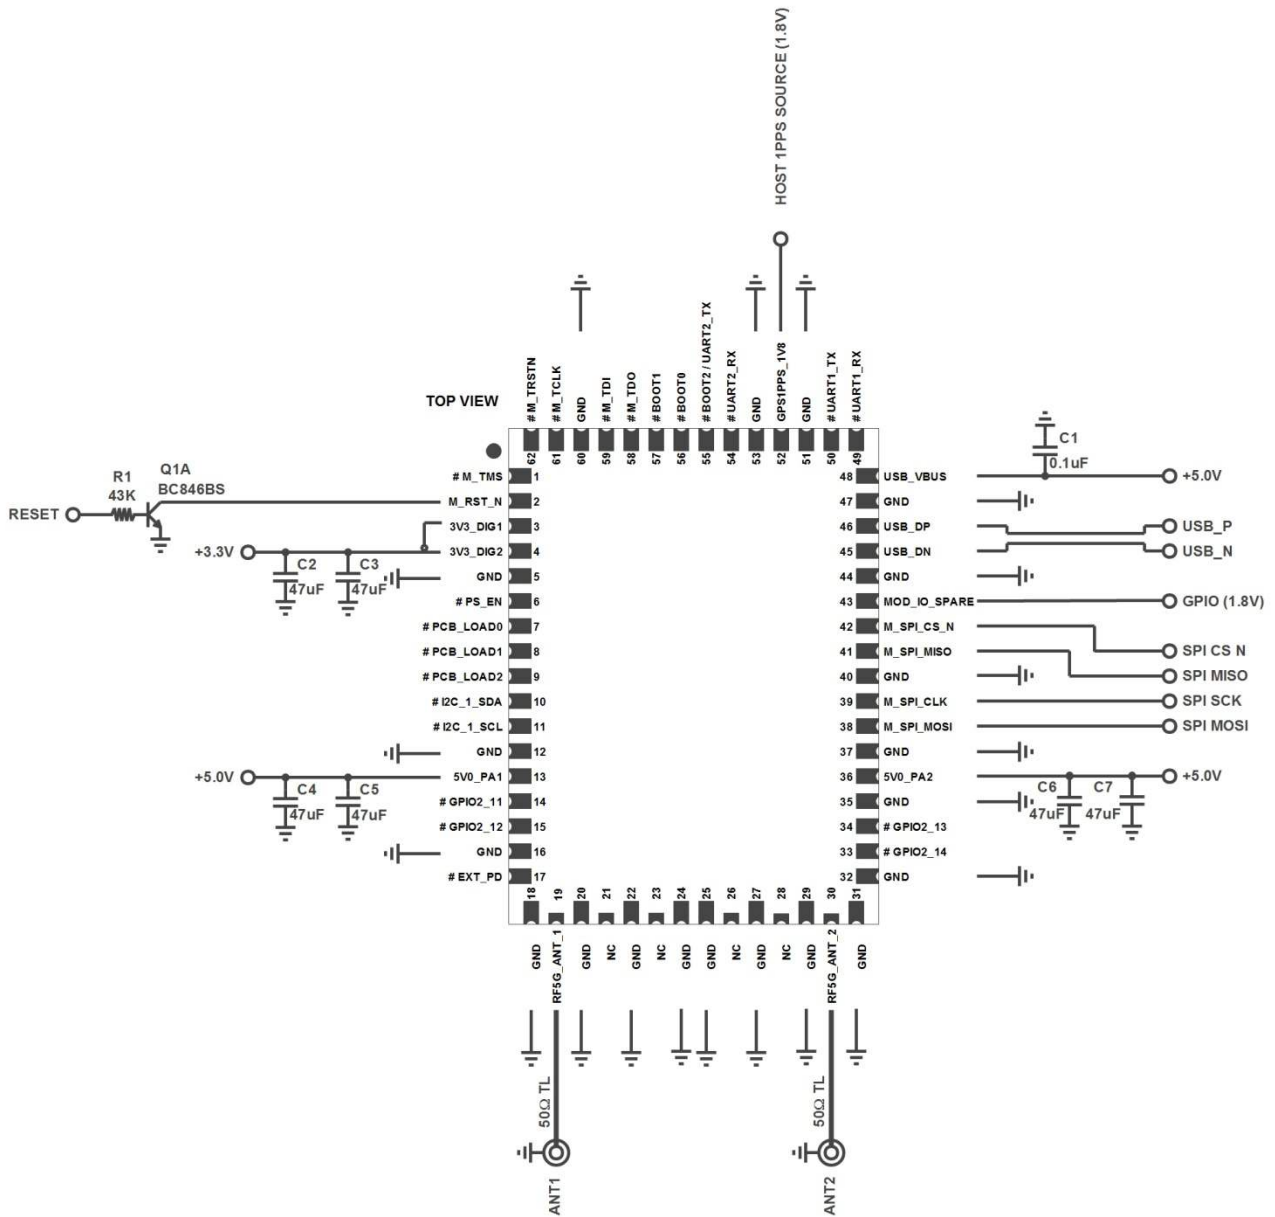 HOST 1PPS SOURCE (1.8V)
# M_TRSTN
# M_TCLK
GND
# M_TDI
# M_TDO
# BOOT1
# BOOT0
# BOOT2 / UART2_TX
# UART2_RX
GND
GPS1PPS_1V8
GND
# UART1_TX
# UART1_RX
TOP VIEW
62 61 60 59 58 57 56 55 54 53 52 51 50 49
# M_TMS 1
M_RST_N 2
3V3_DIG1 3
3V3_DIG2 4
GND 5
# PS_EN 6
# PCB_LOAD0 7
# PCB_LOAD1 8
# PCB_LOAD2 9
# I2C_1_SDA 10
# I2C_1_SCL 11
GND 12
5V0_PA1 13
# GPIO2_11 14
# GPIO2_12 15
GND 16
# EXT_PD 17
R1
43K
Q1A
BC846BS
RESET
+3.3V
C2
47uF
C3
47uF
+5.0V
C4
47uF
C5
47uF
48 USB_VBUS
47 GND
46 USB_DP
45 USB_DN
44 GND
43 MOD_IO_SPARE
42 M_SPI_CS_N
41 M_SPI_MISO
40 GND
39 M_SPI_CLK
38 M_SPI_MOSI
37 GND
36 5V0_PA2
35 GND
34 # GPIO2_13
33 # GPIO2_14
32 GND
C1
0.1uF
+5.0V
USB_P
USB_N
GPIO (1.8V)
SPI CS N
SPI MISO
SPI SCK
SPI MOSI
+5.0V
C6
47uF
C7
47uF
18 19 20 21 22 23 24 25 26 27 28 29 30 31
GND
RF5G_ANT_1
GND
NC
GND
NC
GND
GND
NC
GND
NC
GND
RF5G_ANT_2
GND
50Ω TL
50Ω TL
ANT1
ANT2